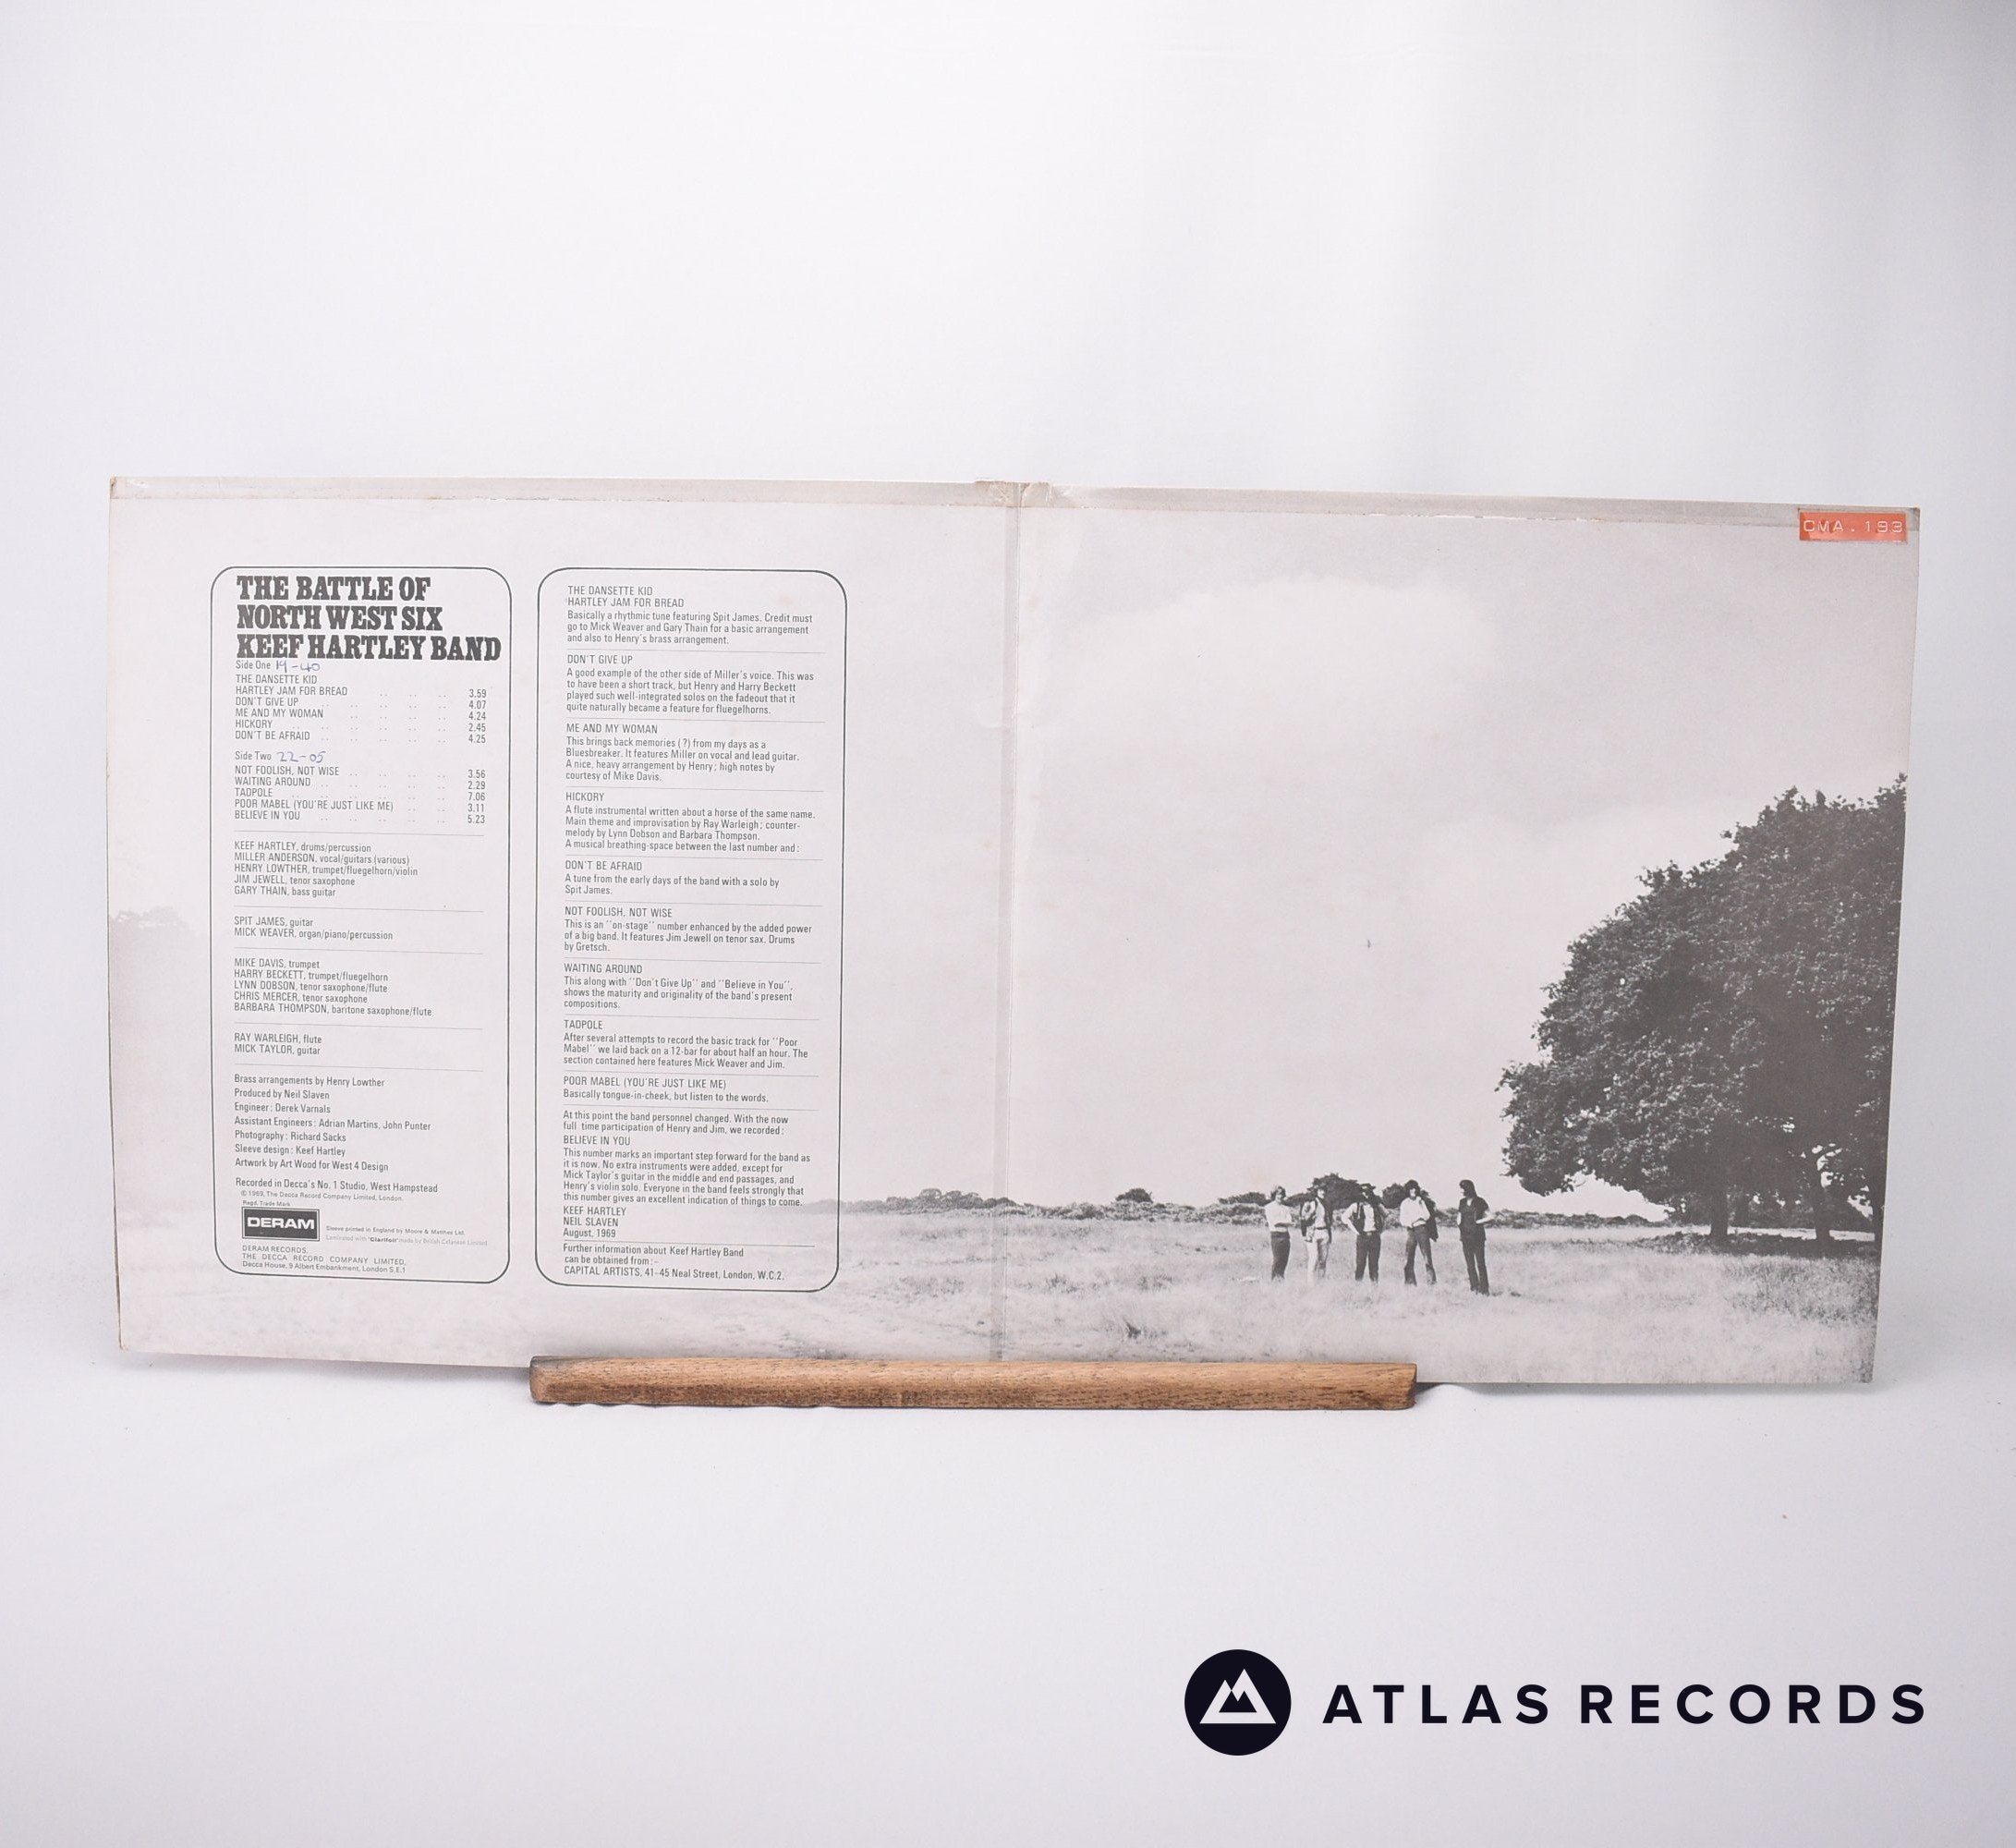 THE BATTLE OF
NORTH WEST SIX
KEEF HARTLEY BAND
Side One 19-40
THE DANSETTE KID
HARTLEY JAM FOR BREAD .. .. .. 3.59
DON'T GIVE UP .. .. .. .. .. 4.07
ME AND MY WOMAN .. .. .. .. 4.24
HICKORY .. .. .. .. .. 2.45
DON'T BE AFRAID .. .. .. .. .. 4.25
Side Two 22-05
NOT FOOLISH, NOT WISE .. .. .. .. 3.56
WAITING AROUND .. .. .. .. .. 2.29
TADPOLE .. .. .. .. .. .. 7.06
POOR MABEL (YOU'RE JUST LIKE ME) .. .. 3.11
BELIEVE IN YOU .. .. .. .. .. 5.23
KEEF HARTLEY, drums/percussion
MILLER ANDERSON, vocal/guitars (various)
HENRY LOWTHER, trumpet/fluegelhorn/violin
JIM JEWELL, tenor saxophone
GARY THAIN, bass guitar
SPIT JAMES, guitar
MICK WEAVER, organ/piano/percussion
MIKE DAVIS, trumpet
HARRY BECKETT, trumpet/fluegelhorn
LYNN DOBSON, tenor saxophone/flute
CHRIS MERCER, tenor saxophone
BARBARA THOMPSON, baritone saxophone/flute
RAY WARLEIGH, flute
MICK TAYLOR, guitar
Brass arrangements by Henry Lowther
Produced by Neil Slaven
Engineer: Derek Varnals
Assistant Engineers: Adrian Martins, John Punter
Photography: Richard Sacks
Sleeve design: Keef Hartley
Artwork by Art Wood for West 4 Design
Recorded in Decca's No. 1 Studio, West Hampstead
© 1969, The Decca Record Company Limited, London.
Regd. Trade Mark
DERAM
Sleeve printed in England by Moore & Matthes Ltd.
Laminated with 'Clarifoil' made by British Celanese Limited
DERAM RECORDS,
THE DECCA RECORD COMPANY LIMITED,
Decca House, 9 Albert Embankment, London S.E.1
THE DANSETTE KID
HARTLEY JAM FOR BREAD
Basically a rhythmic tune featuring Spit James. Credit must
go to Mick Weaver and Gary Thain for a basic arrangement
and also to Henry's brass arrangement.
DON'T GIVE UP
A good example of the other side of Miller's voice. This was
to have been a short track, but Henry and Harry Beckett
played such well-integrated solos on the fadeout that it
quite naturally became a feature for fluegelhorns.
ME AND MY WOMAN
This brings back memories (?) from my days as a
Bluesbreaker. It features Miller on vocal and lead guitar.
A nice, heavy arrangement by Henry; high notes by
courtesy of Mike Davis.
HICKORY
A flute instrumental written about a horse of the same name.
Main theme and improvisation by Ray Warleigh; counter-
melody by Lynn Dobson and Barbara Thompson.
A musical breathing-space between the last number and:
DON'T BE AFRAID
A tune from the early days of the band with a solo by
Spit James.
NOT FOOLISH, NOT WISE
This is an "on-stage" number enhanced by the added power
of a big band. It features Jim Jewell on tenor sax. Drums
by Gretsch.
WAITING AROUND
This along with "Don't Give Up" and "Believe in You",
shows the maturity and originality of the band's present
compositions.
TADPOLE
After several attempts to record the basic track for "Poor
Mabel" we laid back on a 12-bar for about half an hour. The
section contained here features Mick Weaver and Jim.
POOR MABEL (YOU'RE JUST LIKE ME)
Basically tongue-in-cheek, but listen to the words.
At this point the band personnel changed. With the now
full time participation of Henry and Jim, we recorded:
BELIEVE IN YOU
This number marks an important step forward for the band as
it is now. No extra instruments were added, except for
Mick Taylor's guitar in the middle and end passages, and
Henry's violin solo. Everyone in the band feels strongly that
this number gives an excellent indication of things to come.
KEEF HARTLEY
NEIL SLAVEN
August, 1969
Further information about Keef Hartley Band
can be obtained from:-
CAPITAL ARTISTS, 41-45 Neal Street, London, W.C.2.
CMA.193
ATLAS RECORDS